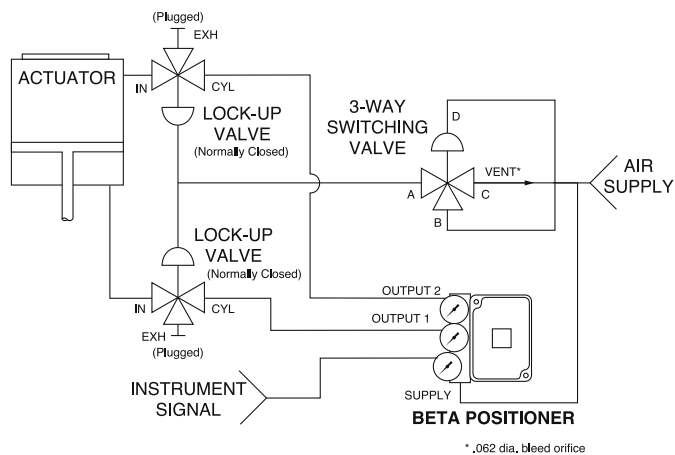 (Plugged)
EXH
ACTUATOR
IN
CYL
LOCK-UP
VALVE
(Normally Closed)
3-WAY
SWITCHING
VALVE
D
A
VENT*
C
B
AIR
SUPPLY
LOCK-UP
VALVE
(Normally Closed)
IN
CYL
EXH
(Plugged)
OUTPUT 2
OUTPUT 1
INSTRUMENT
SIGNAL
SUPPLY
BETA POSITIONER
* .062 dia. bleed orifice